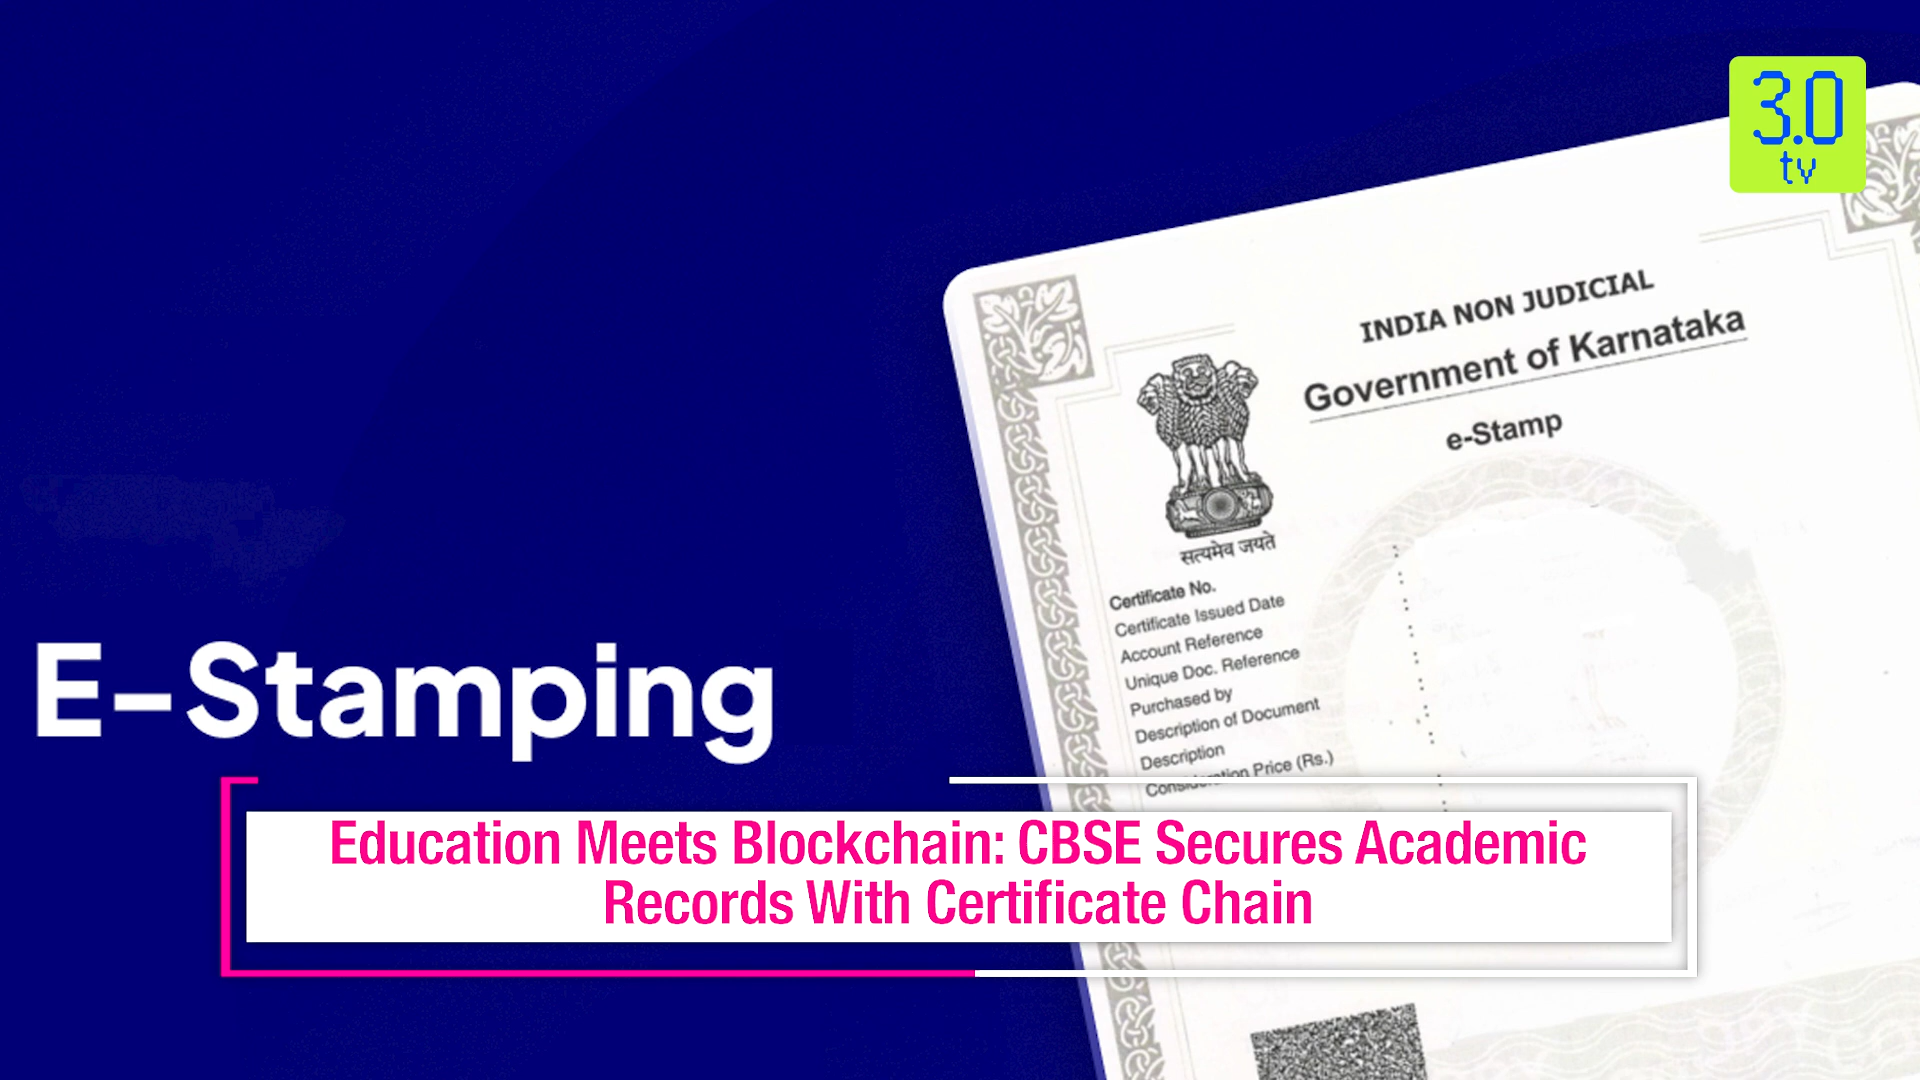 3.0
tv
INDIA NON JUDICIAL
Government of Karnataka
e-Stamp
सत्यमेव जयते
Certificate No.
Certificate Issued Date
Account Reference
Unique Doc. Reference
Purchased by
Description of Document
Description
Consideration Price (Rs.)
E-Stamping
Education Meets Blockchain: CBSE Secures Academic
Records With Certificate Chain